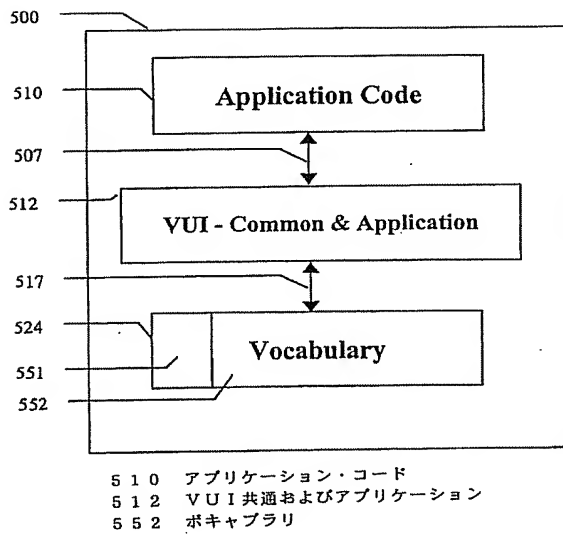 500
510
Application Code
507
512
VUI - Common & Application
517
524
Vocabulary
551
552
510 アプリケーション・コード
512 VUI共通およびアプリケーション
552 ボキャブラリ